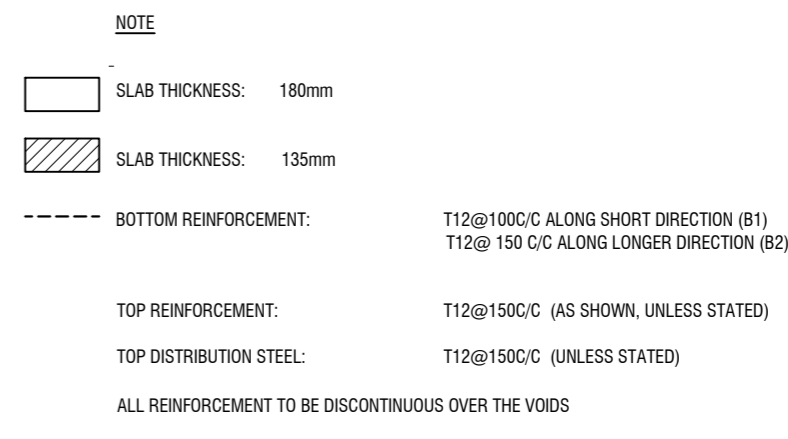 NOTE
SLAB THICKNESS: 180mm
SLAB THICKNESS: 135mm
BOTTOM REINFORCEMENT: T12@100C/C ALONG SHORT DIRECTION (B1)
T12@ 150 C/C ALONG LONGER DIRECTION (B2)
TOP REINFORCEMENT: T12@150C/C (AS SHOWN, UNLESS STATED)
TOP DISTRIBUTION STEEL: T12@150C/C (UNLESS STATED)
ALL REINFORCEMENT TO BE DISCONTINUOUS OVER THE VOIDS